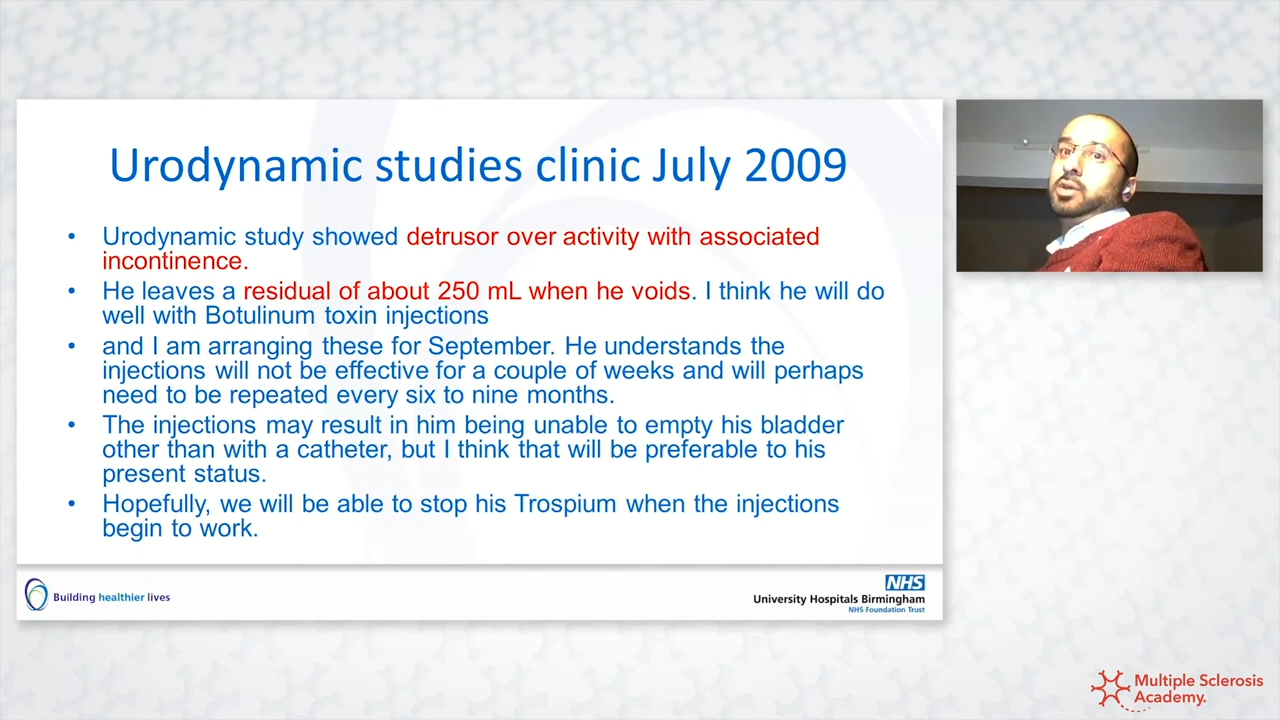 Urodynamic studies clinic July 2009
• Urodynamic study showed detrusor over activity with associated
incontinence.
• He leaves a residual of about 250 mL when he voids. I think he will do
well with Botulinum toxin injections
• and I am arranging these for September. He understands the
injections will not be effective for a couple of weeks and will perhaps
need to be repeated every six to nine months.
• The injections may result in him being unable to empty his bladder
other than with a catheter, but I think that will be preferable to his
present status.
• Hopefully, we will be able to stop his Trospium when the injections
begin to work.
Building healthier lives
NHS
University Hospitals Birmingham
NHS Foundation Trust
Multiple Sclerosis
Academy.